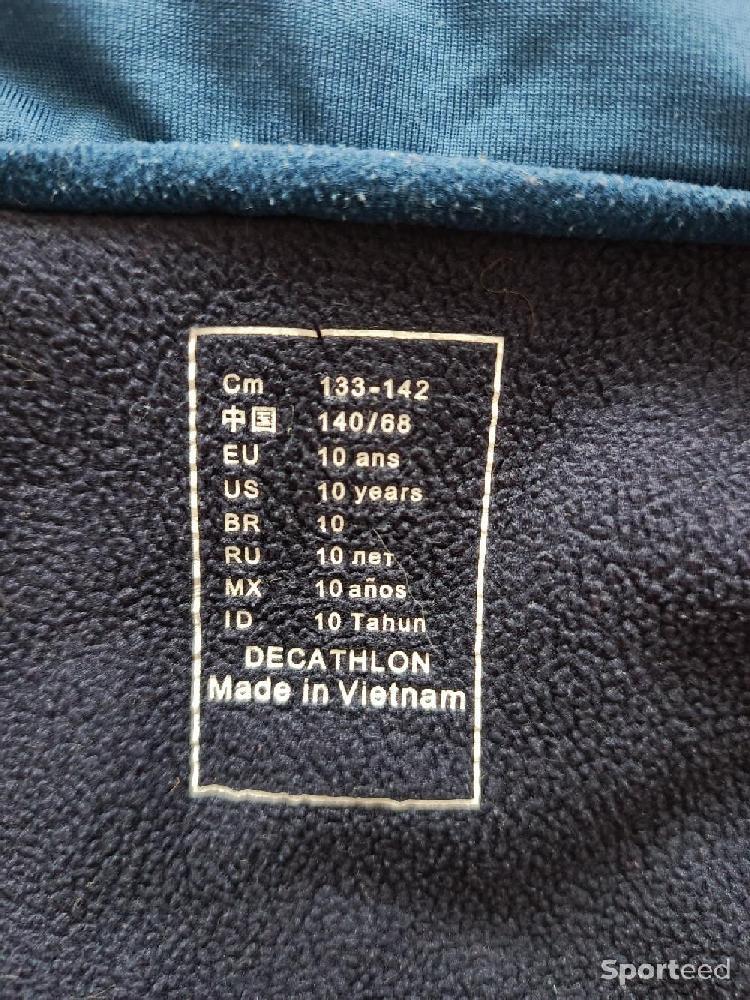 Cm 133-142
中国 140/68
EU 10 ans
US 10 years
BR 10
RU 10 лет
MX 10 años
ID 10 Tahun
DECATHLON
Made in Vietnam
Sporteed